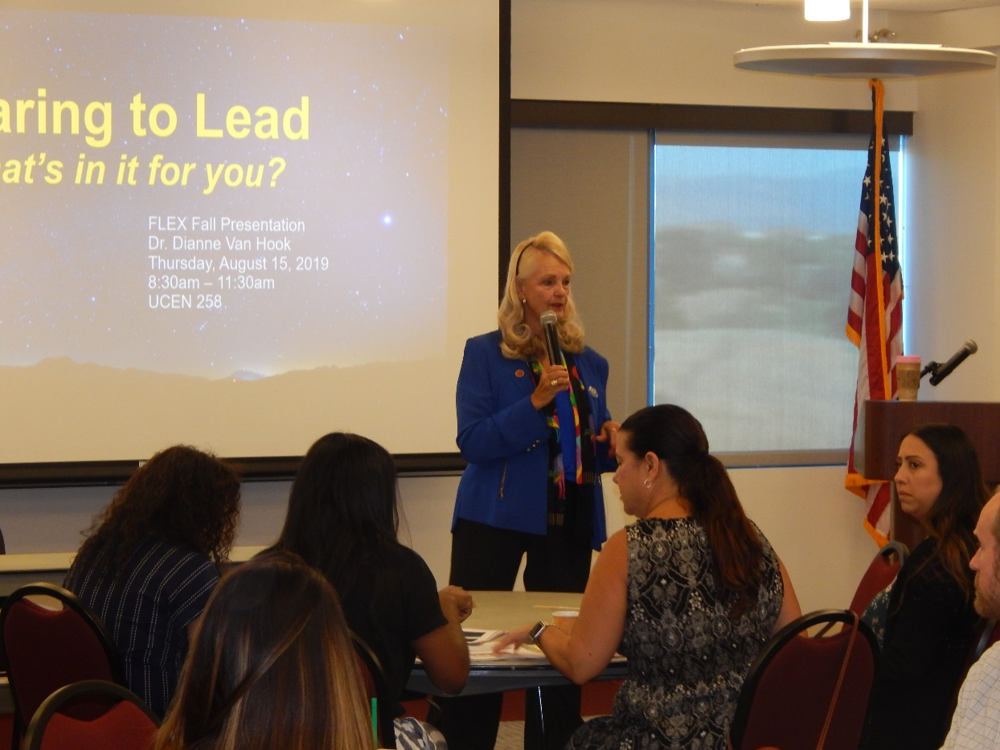 aring to Lead
at's in it for you?
FLEX Fall Presentation
Dr. Dianne Van Hook
Thursday, August 15, 2019
8:30am – 11:30am
UCEN 258